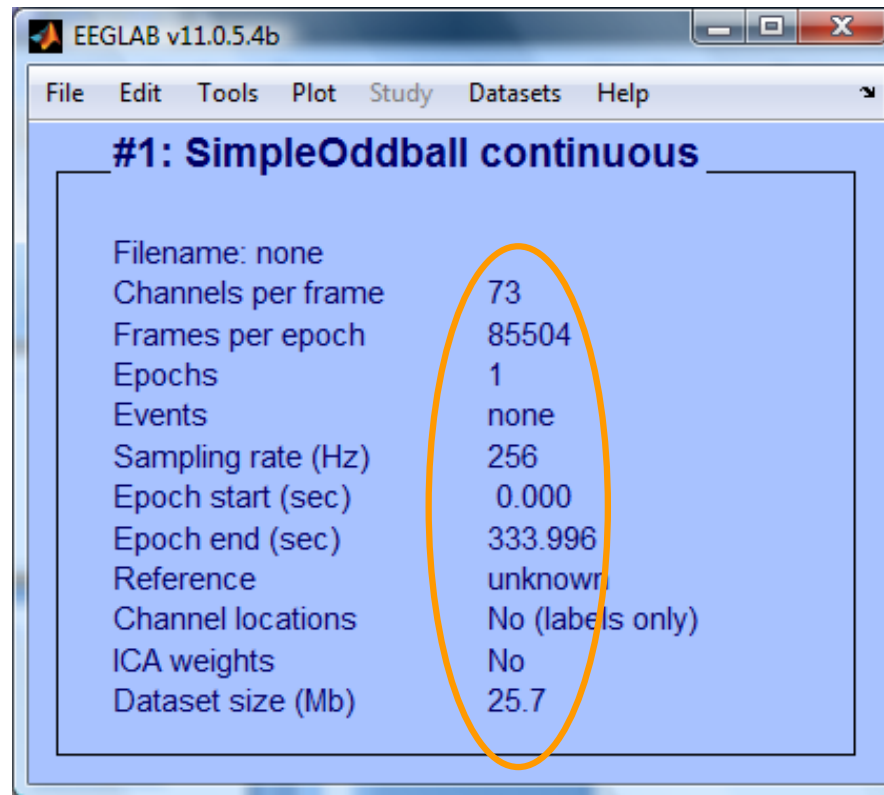 EEGLAB v11.0.5.4b
File Edit Tools Plot Study Datasets Help
#1: SimpleOddball continuous
Filename: none
Channels per frame 73
Frames per epoch 85504
Epochs 1
Events none
Sampling rate (Hz) 256
Epoch start (sec) 0.000
Epoch end (sec) 333.996
Reference unknown
Channel locations No (labels only)
ICA weights No
Dataset size (Mb) 25.7